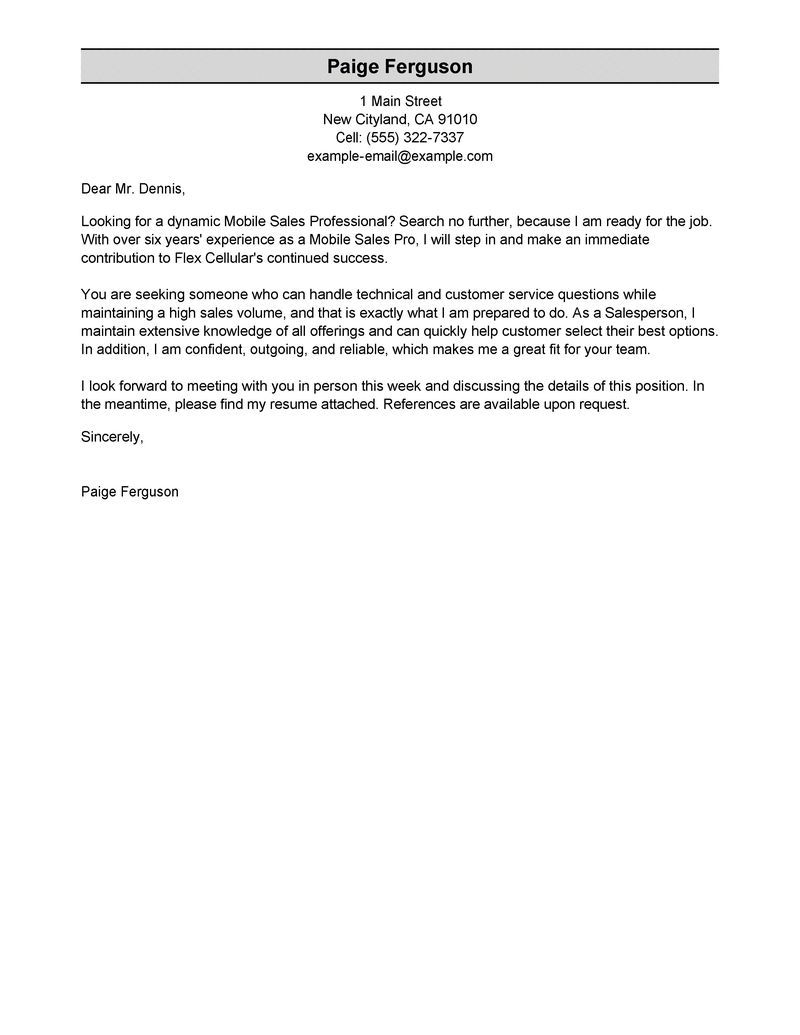 Paige Ferguson
1 Main Street
New Cityland, CA 91010
Cell: (555) 322-7337
example-email@example.com
Dear Mr. Dennis,
Looking for a dynamic Mobile Sales Professional? Search no further, because I am ready for the job.
With over six years' experience as a Mobile Sales Pro, I will step in and make an immediate
contribution to Flex Cellular's continued success.
You are seeking someone who can handle technical and customer service questions while
maintaining a high sales volume, and that is exactly what I am prepared to do. As a Salesperson, I
maintain extensive knowledge of all offerings and can quickly help customer select their best options.
In addition, I am confident, outgoing, and reliable, which makes me a great fit for your team.
I look forward to meeting with you in person this week and discussing the details of this position. In
the meantime, please find my resume attached. References are available upon request.
Sincerely,
Paige Ferguson